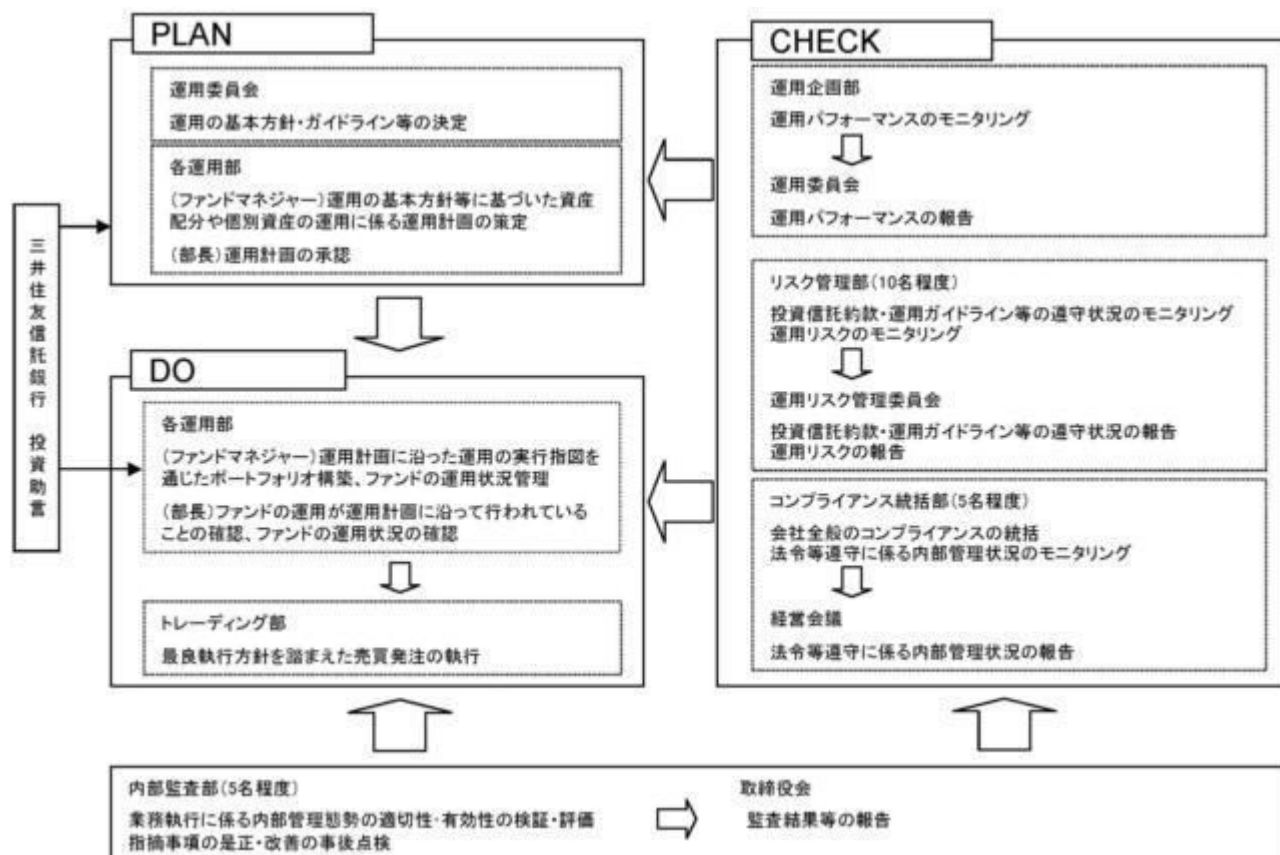 PLAN
運用委員会
運用の基本方針・ガイドライン等の決定
各運用部
(ファンドマネジャー)運用の基本方針等に基づいた資産
配分や個別資産の運用に係る運用計画の策定
(部長)運用計画の承認
三井住友信託銀行 投資助言
DO
各運用部
(ファンドマネジャー)運用計画に沿った運用の実行指図を
通じたポートフォリオ構築、ファンドの運用状況管理
(部長)ファンドの運用が運用計画に沿って行われている
ことの確認、ファンドの運用状況の確認
トレーディング部
最良執行方針を踏まえた売買発注の執行
CHECK
運用企画部
運用パフォーマンスのモニタリング
運用委員会
運用パフォーマンスの報告
リスク管理部(10名程度)
投資信託約款・運用ガイドライン等の遵守状況のモニタリング
運用リスクのモニタリング
運用リスク管理委員会
投資信託約款・運用ガイドライン等の遵守状況の報告
運用リスクの報告
コンプライアンス統括部(5名程度)
会社全般のコンプライアンスの統括
法令等遵守に係る内部管理状況のモニタリング
経営会議
法令等遵守に係る内部管理状況の報告
内部監査部(5名程度)
業務執行に係る内部管理態勢の適切性・有効性の検証・評価
指摘事項の是正・改善の事後点検
取締役会
監査結果等の報告